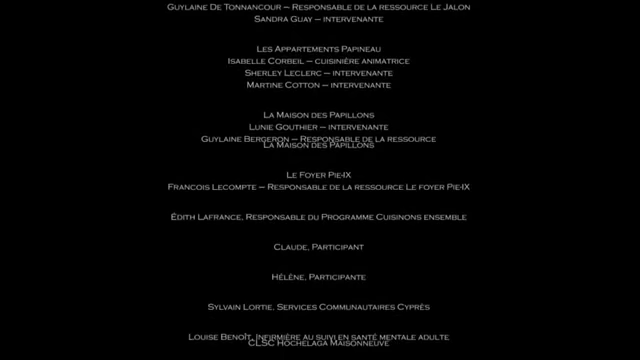 Guylaine De Tonnancour – Responsable de la ressource Le Jalon
Sandra Guay – intervenante
Les Appartements Papineau
Isabelle Corbeil – cuisinière animatrice
Sherley Leclerc – intervenante
Martine Cotton – intervenante
La Maison des Papillons
Lunie Gouthier – intervenante
Guylaine Bergeron – Responsable de la ressource
La Maison des Papillons
Le Foyer Pie-IX
Francois Lecompte – Responsable de la ressource Le foyer Pie-IX
Édith Lafrance, Responsable du Programme Cuisinons ensemble
Claude, Participant
Hélène, Participante
Sylvain Lortie, Services Communautaires Cyprès
Louise Benoît, Infirmière au suivi en santé mentale adulte
CLSC Hochelaga Maisonneuve